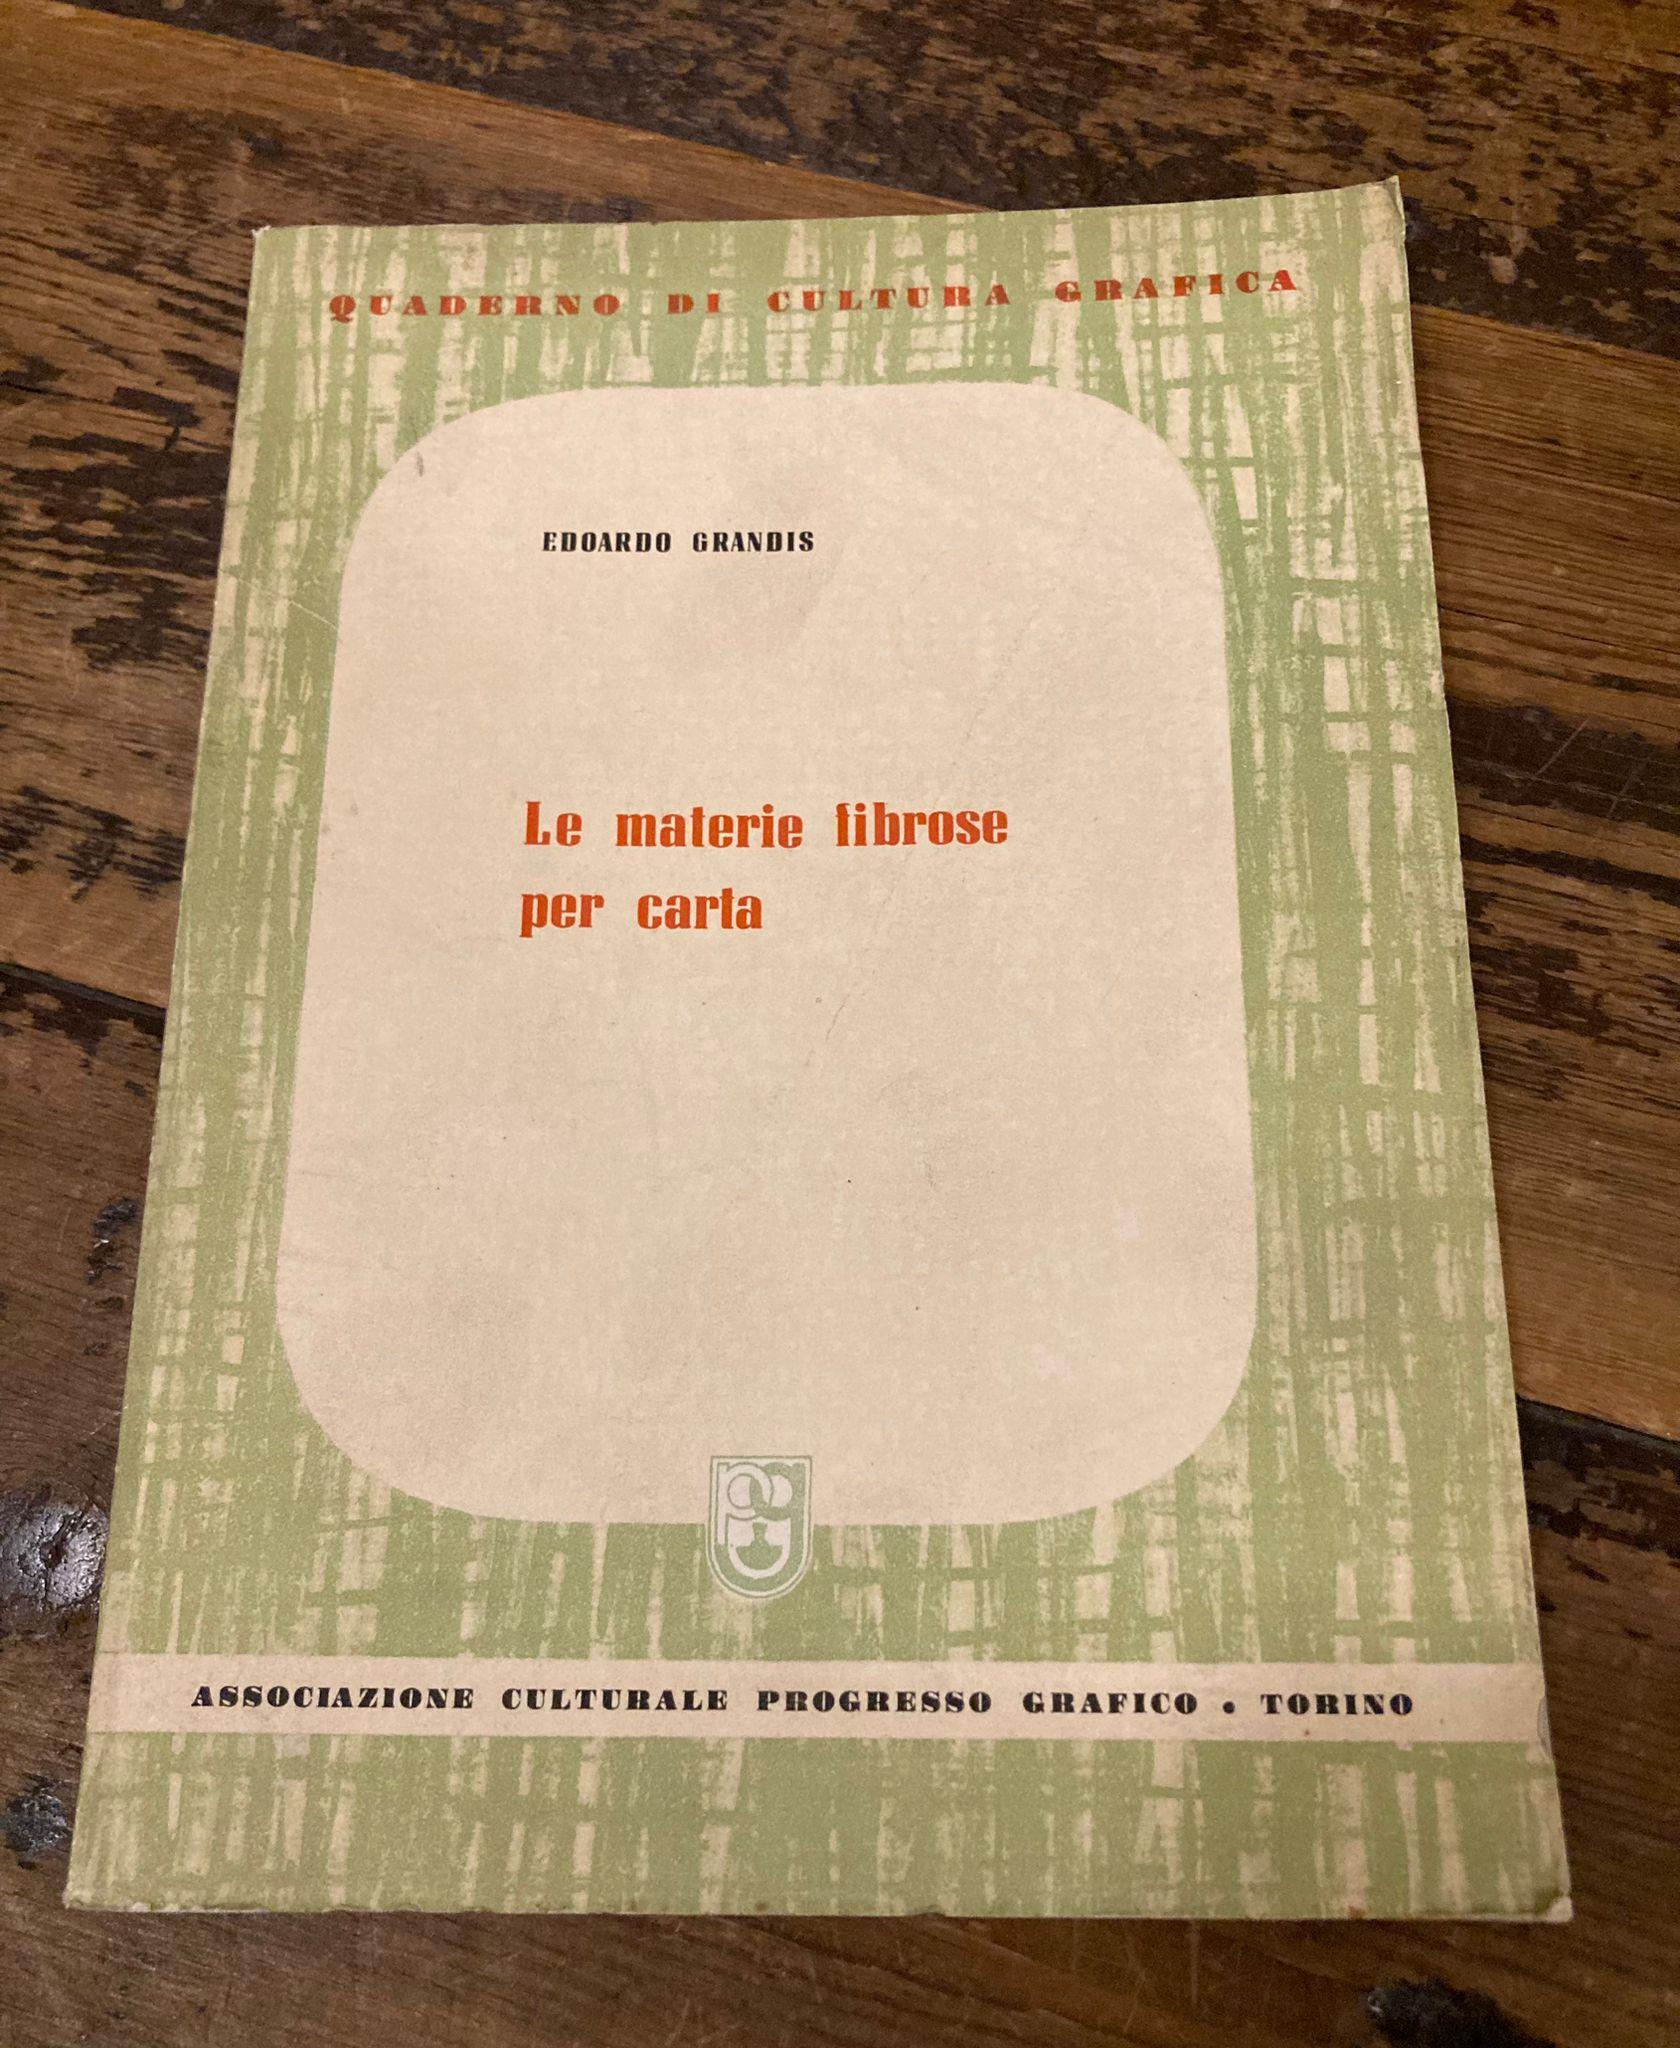 QUADERNO DI CULTURA GRAFICA
EDOARDO GRANDIS
Le materie fibrose
per carta
ASSOCIAZIONE CULTURALE PROGRESSO GRAFICO • TORINO